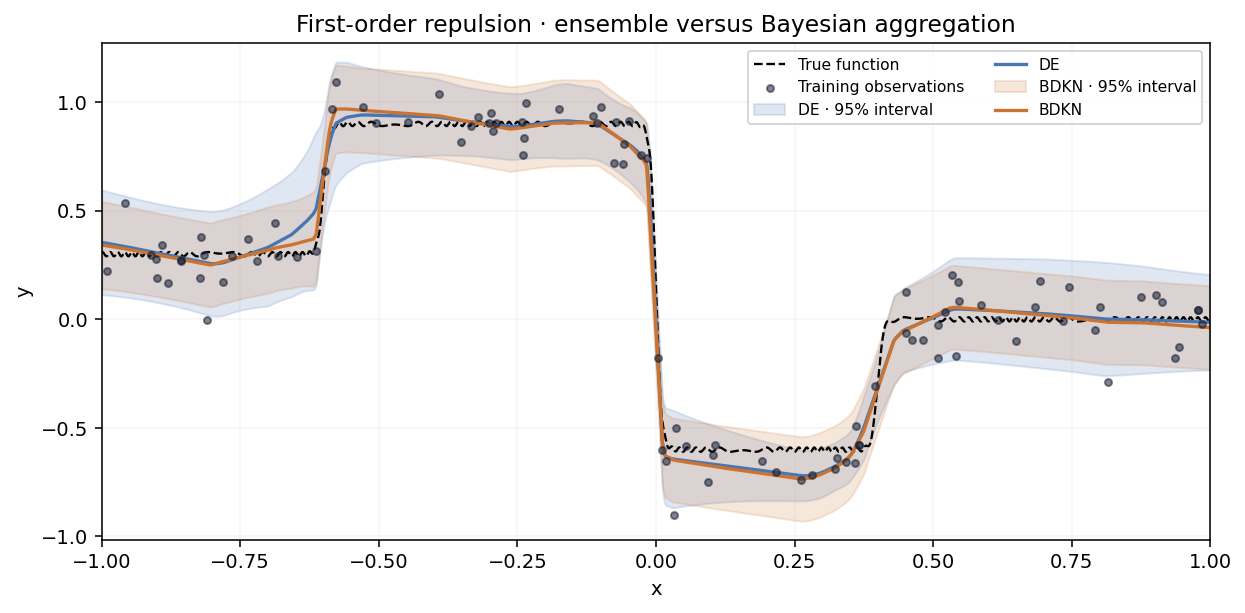 First-order repulsion · ensemble versus Bayesian aggregation
True function
Training observations
DE · 95% interval
DE
BDKN · 95% interval
BDKN
y
1.0
0.5
0.0
−0.5
−1.0
−1.00 −0.75 −0.50 −0.25 0.00 0.25 0.50 0.75 1.00
x